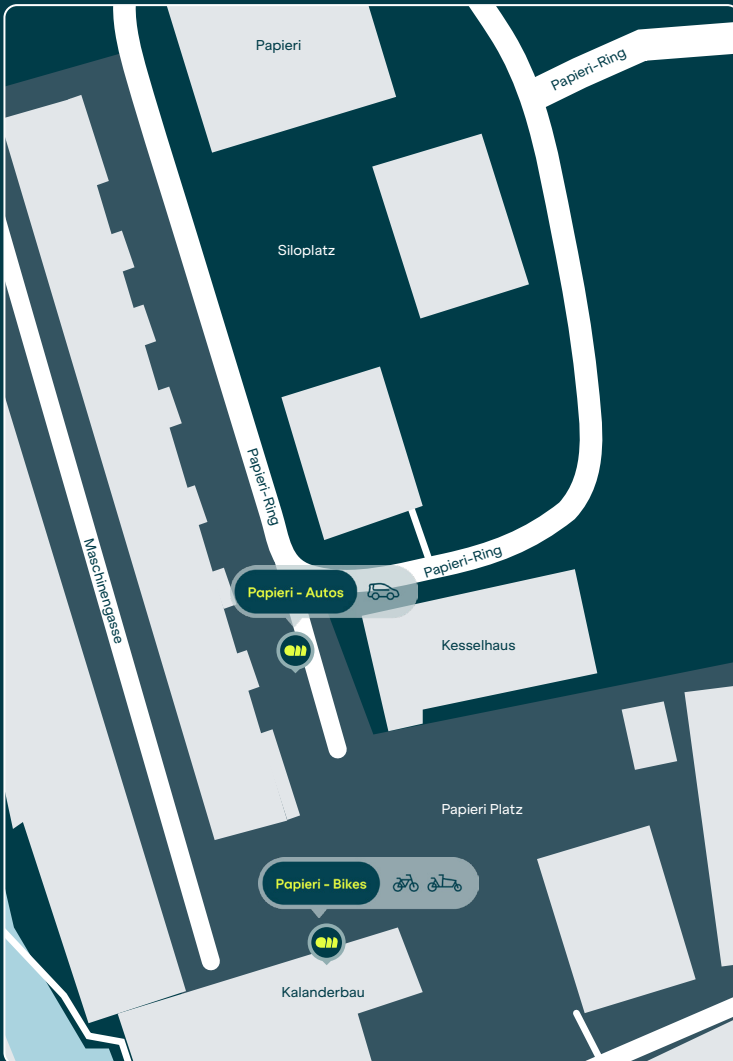 Papieri
Papieri-Ring
Siloplatz
Papieri-Ring
Maschinengasse
Papieri-Ring
Papieri - Autos
Kesselhaus
Papieri Platz
Papieri - Bikes
Kalanderbau